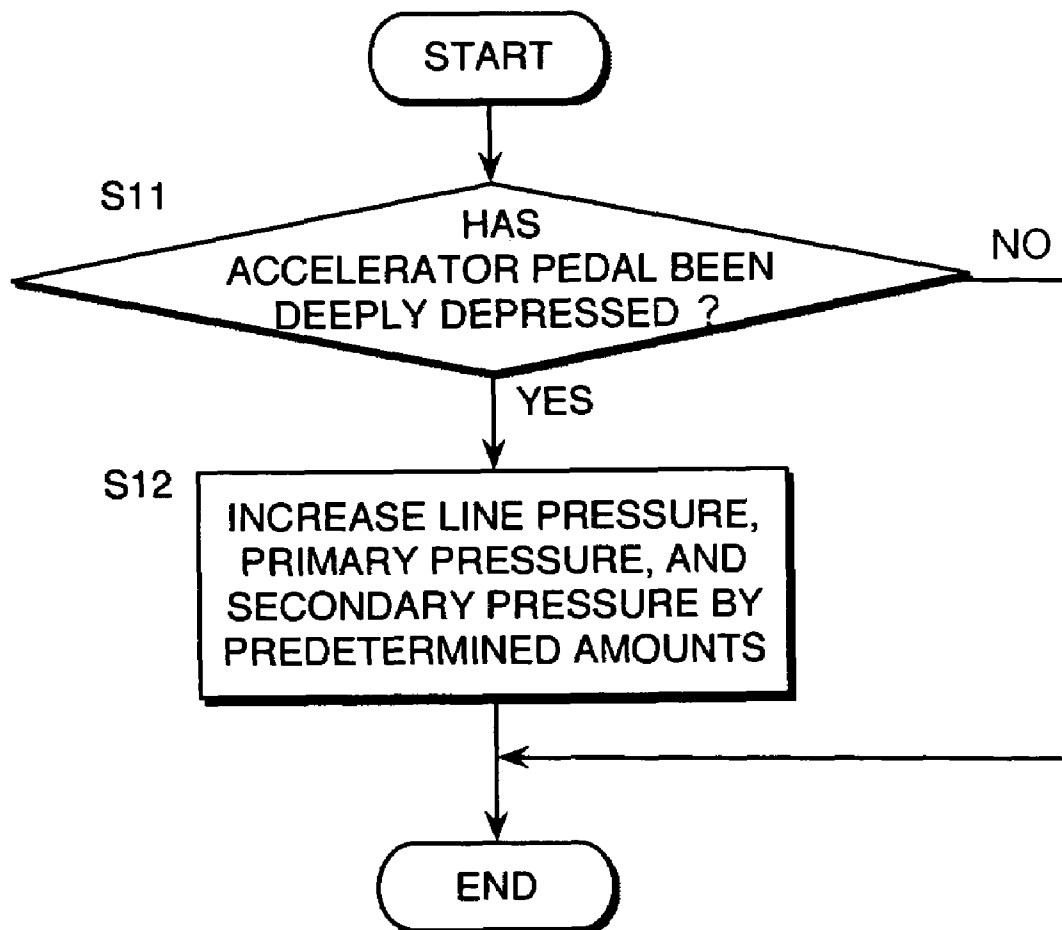 START
S11
HAS
ACCELERATOR PEDAL BEEN
DEEPLY DEPRESSED ?
NO
YES
S12
INCREASE LINE PRESSURE,
PRIMARY PRESSURE, AND
SECONDARY PRESSURE BY
PREDETERMINED AMOUNTS
END